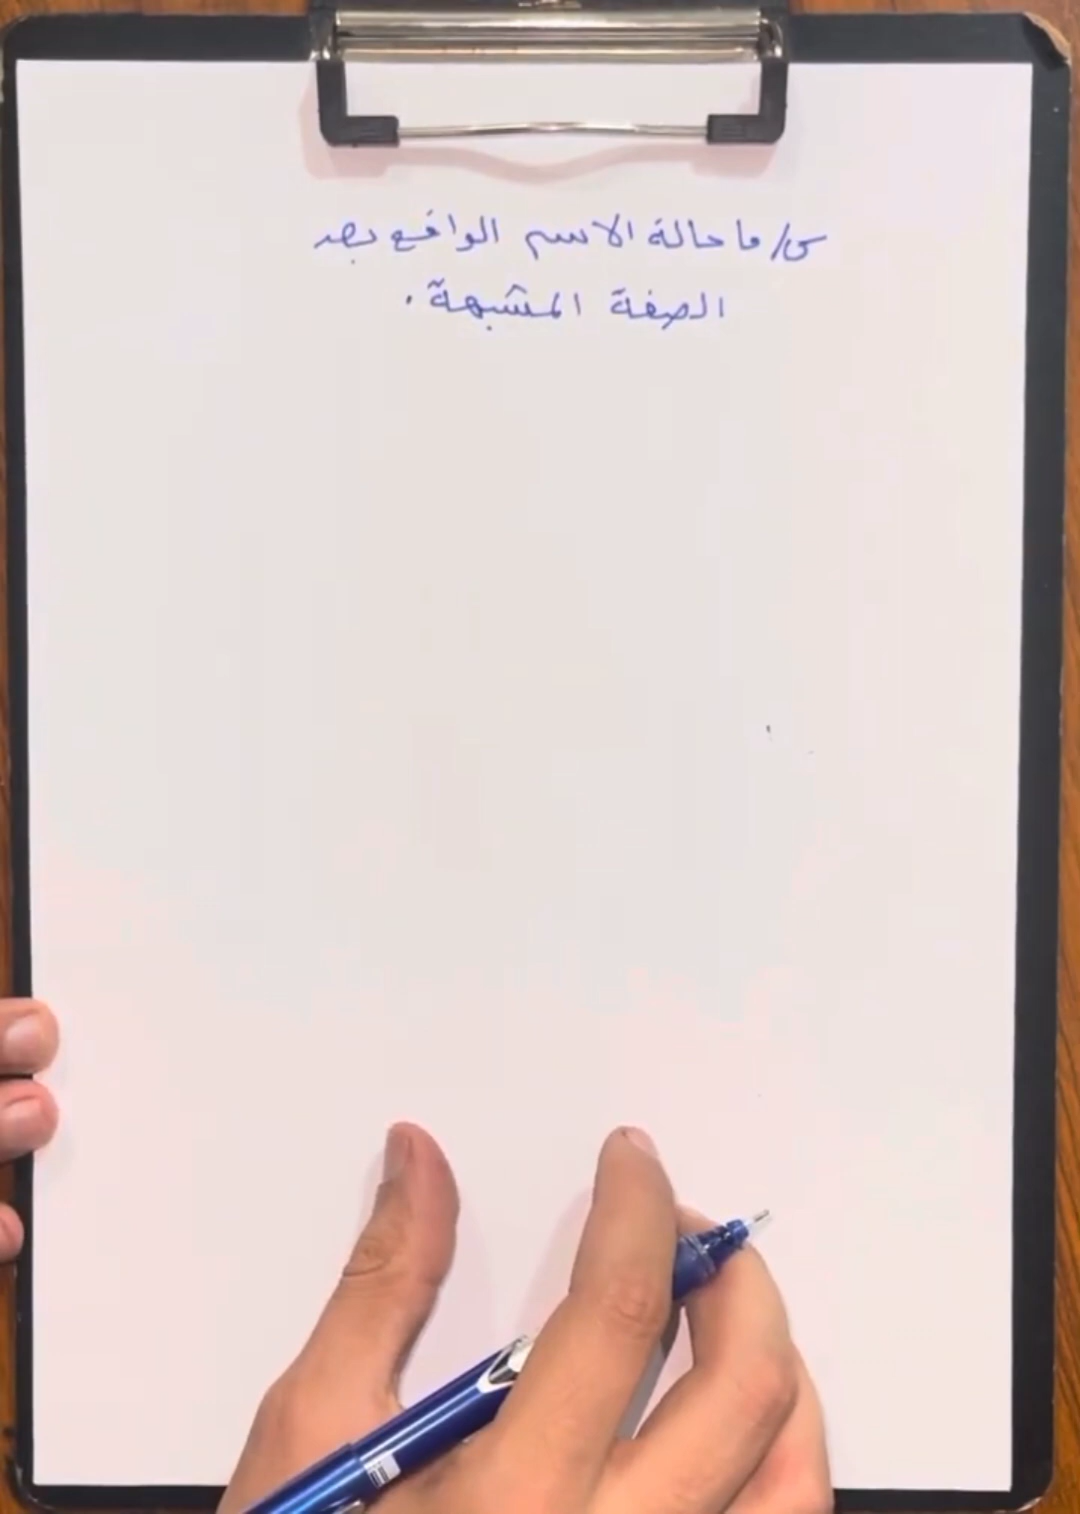 س/ ما حالة الاسم الواقع بعد
الصفة المشبهة.